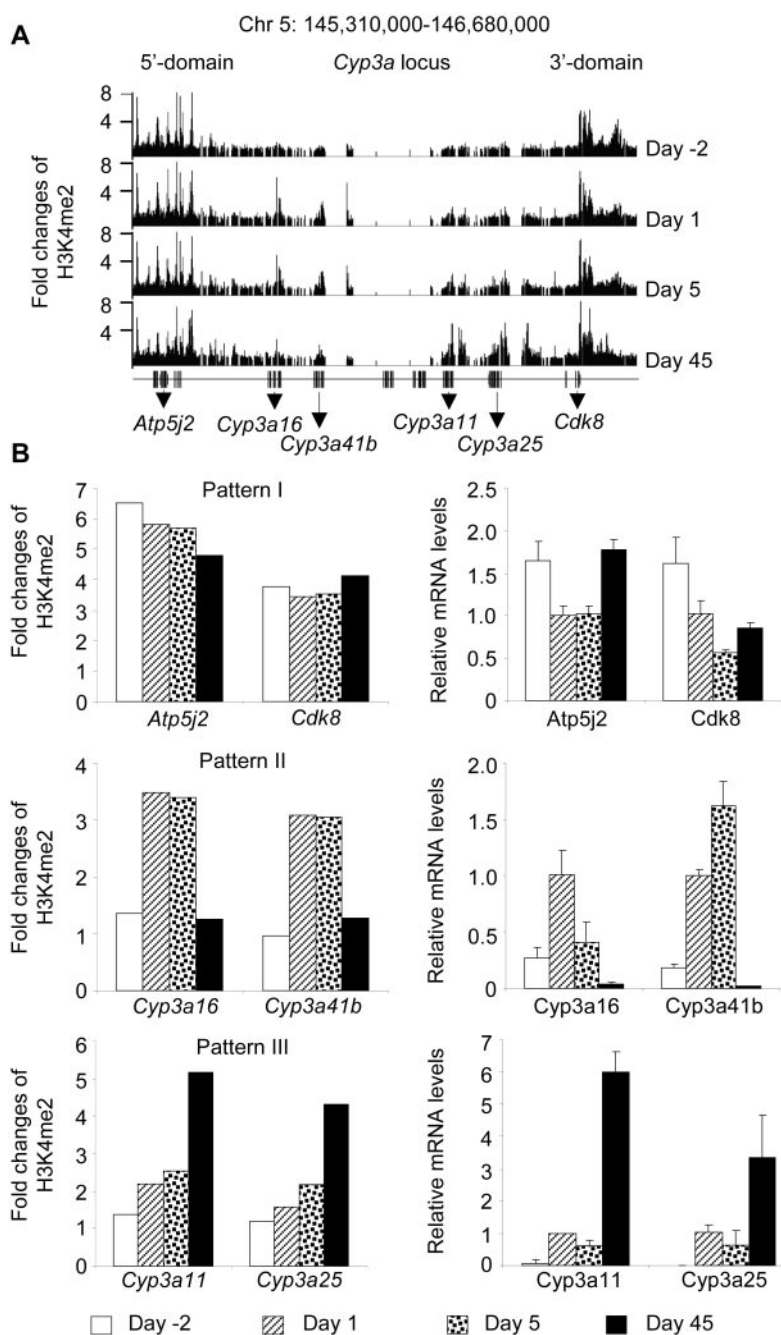 Chr 5: 145,310,000-146,680,000
A
5'-domain Cyp3a locus 3'-domain
Fold changes of
H3K4me2
8
4
Day -2
8
4
Day 1
8
4
Day 5
8
4
Day 45
Atp5j2 Cyp3a16 Cyp3a41b Cyp3a11 Cyp3a25 Cdk8
B
Pattern I
Fold changes of
H3K4me2
7
6
5
4
3
2
1
0
Atp5j2 Cdk8
Relative mRNA levels
2.5
2.0
1.5
1.0
0.5
0
Atp5j2 Cdk8
Pattern II
Fold changes of
H3K4me2
4
3
2
1
0
Cyp3a16 Cyp3a41b
Relative mRNA levels
2.0
1.5
1.0
0.5
0
Cyp3a16 Cyp3a41b
Pattern III
Fold changes of
H3K4me2
6
5
4
3
2
1
0
Cyp3a11 Cyp3a25
Relative mRNA levels
7
6
5
4
3
2
1
0
Cyp3a11 Cyp3a25
Day -2 Day 1 Day 5 Day 45